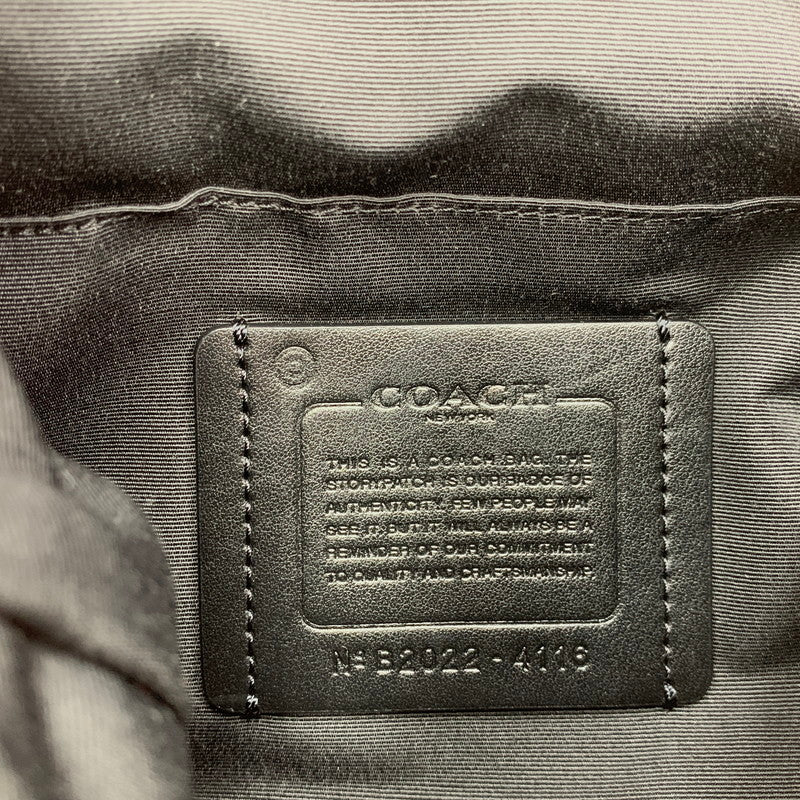 COACH
NEW YORK
THIS IS A COACH BAG. THE
STORYPATCH IS OUR BADGE OF
AUTHENTICITY. FEW PEOPLE MAY
SEE IT. BUT IT WILL ALWAYS BE A
REMINDER OF OUR COMMITMENT
TO QUALITY AND CRAFTSMANSHIP.
Nº B2022-4116